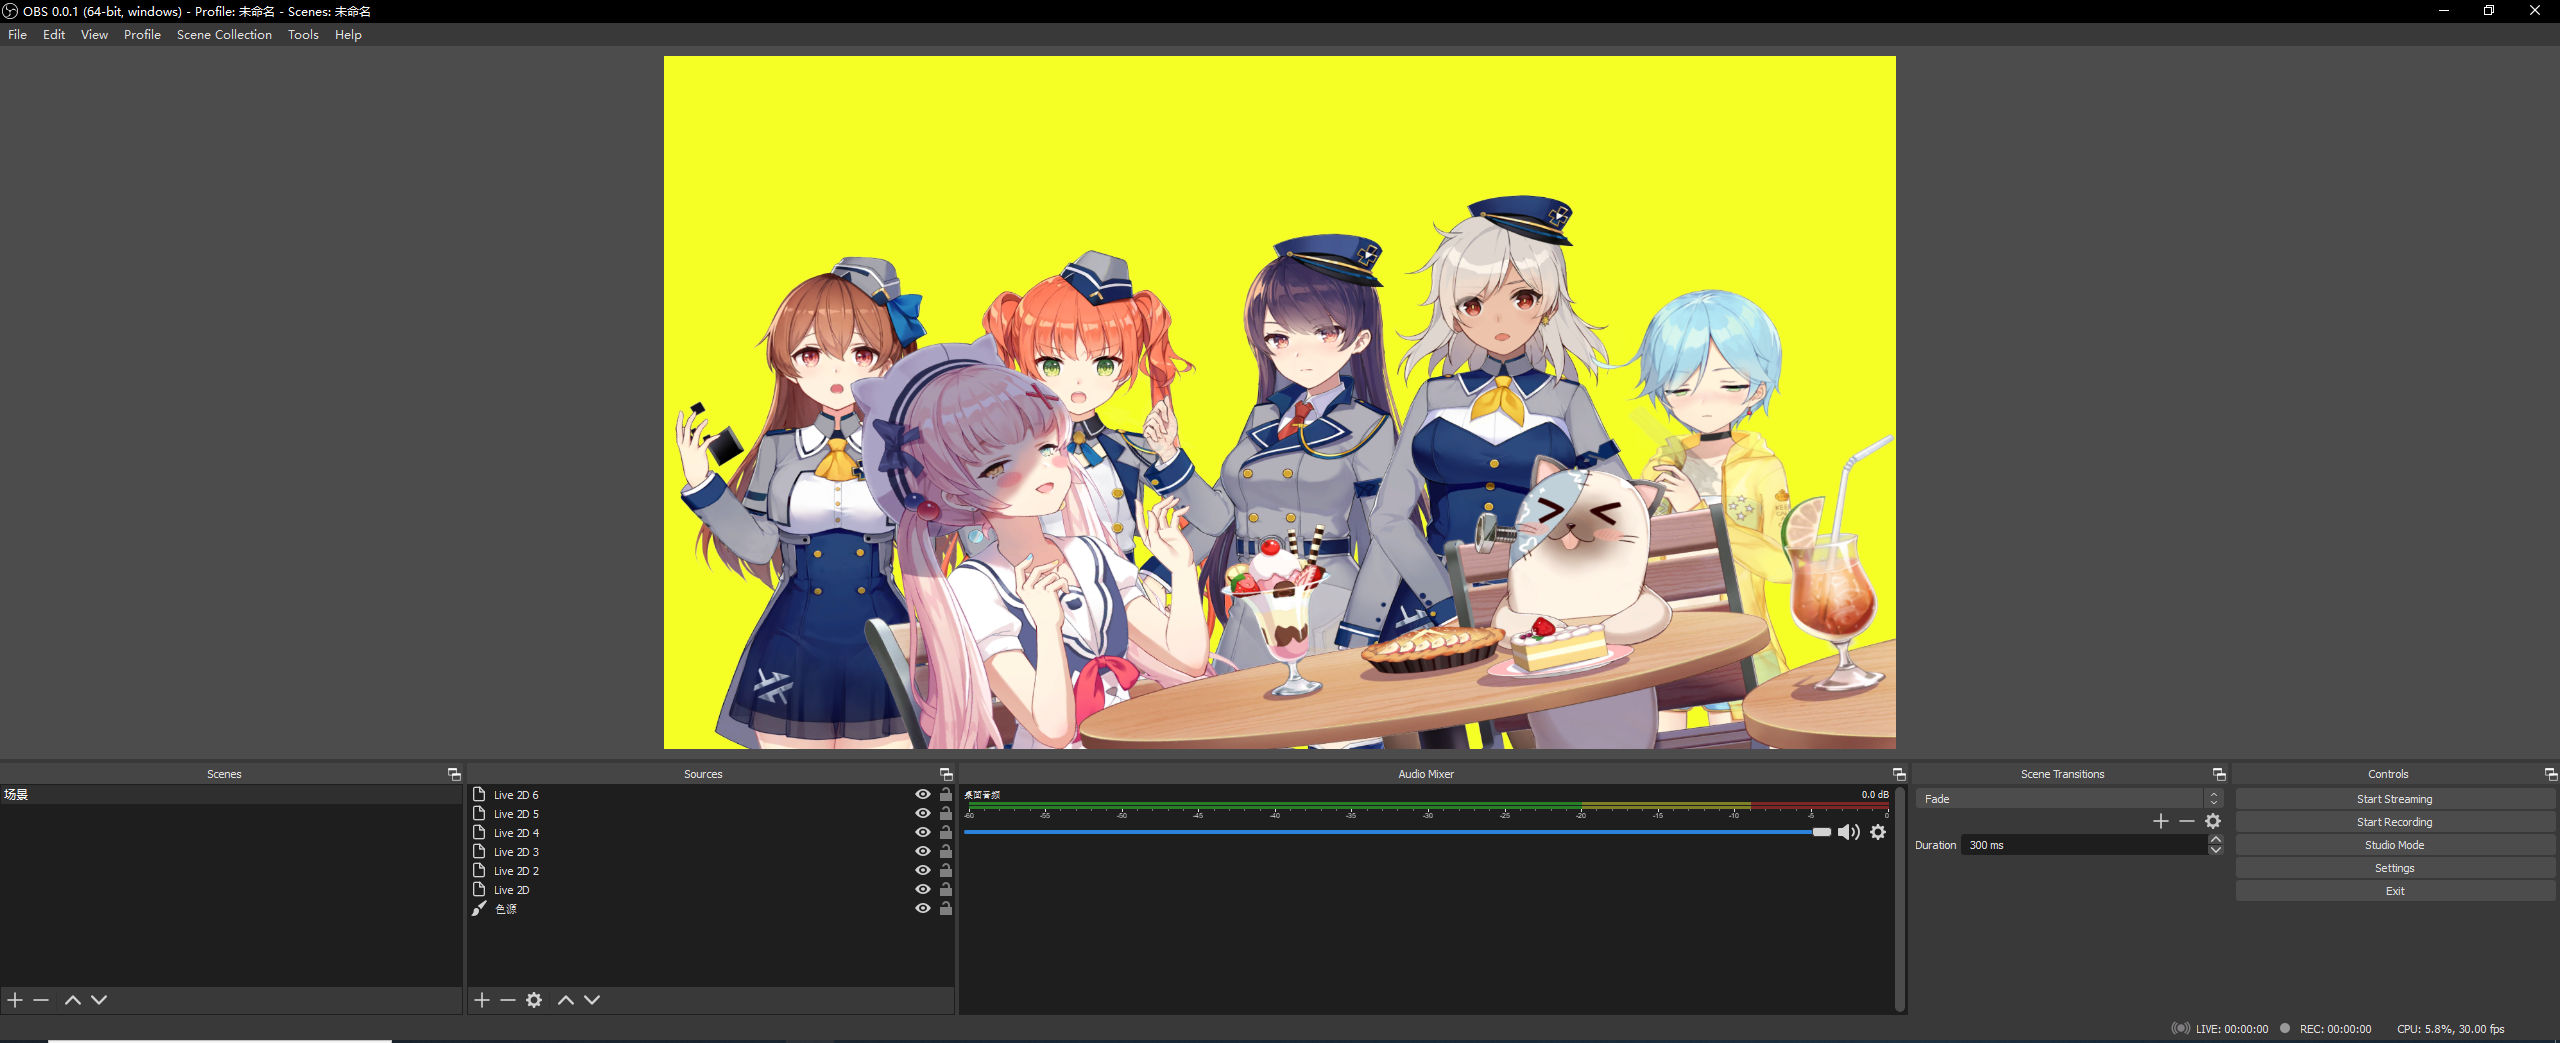 OBS 0.0.1 (64-bit, windows) - Profile: 未命名 - Scenes: 未命名
File Edit View Profile Scene Collection Tools Help
Scenes
场景
Sources
Live 2D 6
Live 2D 5
Live 2D 4
Live 2D 3
Live 2D 2
Live 2D
色源
Audio Mixer
桌面音频 0.0 dB
-60 -55 -50 -45 -40 -35 -30 -25 -20 -15 -10 -5 0
Scene Transitions
Fade
Duration 300 ms
Controls
Start Streaming
Start Recording
Studio Mode
Settings
Exit
LIVE: 00:00:00 REC: 00:00:00 CPU: 5.8%, 30.00 fps